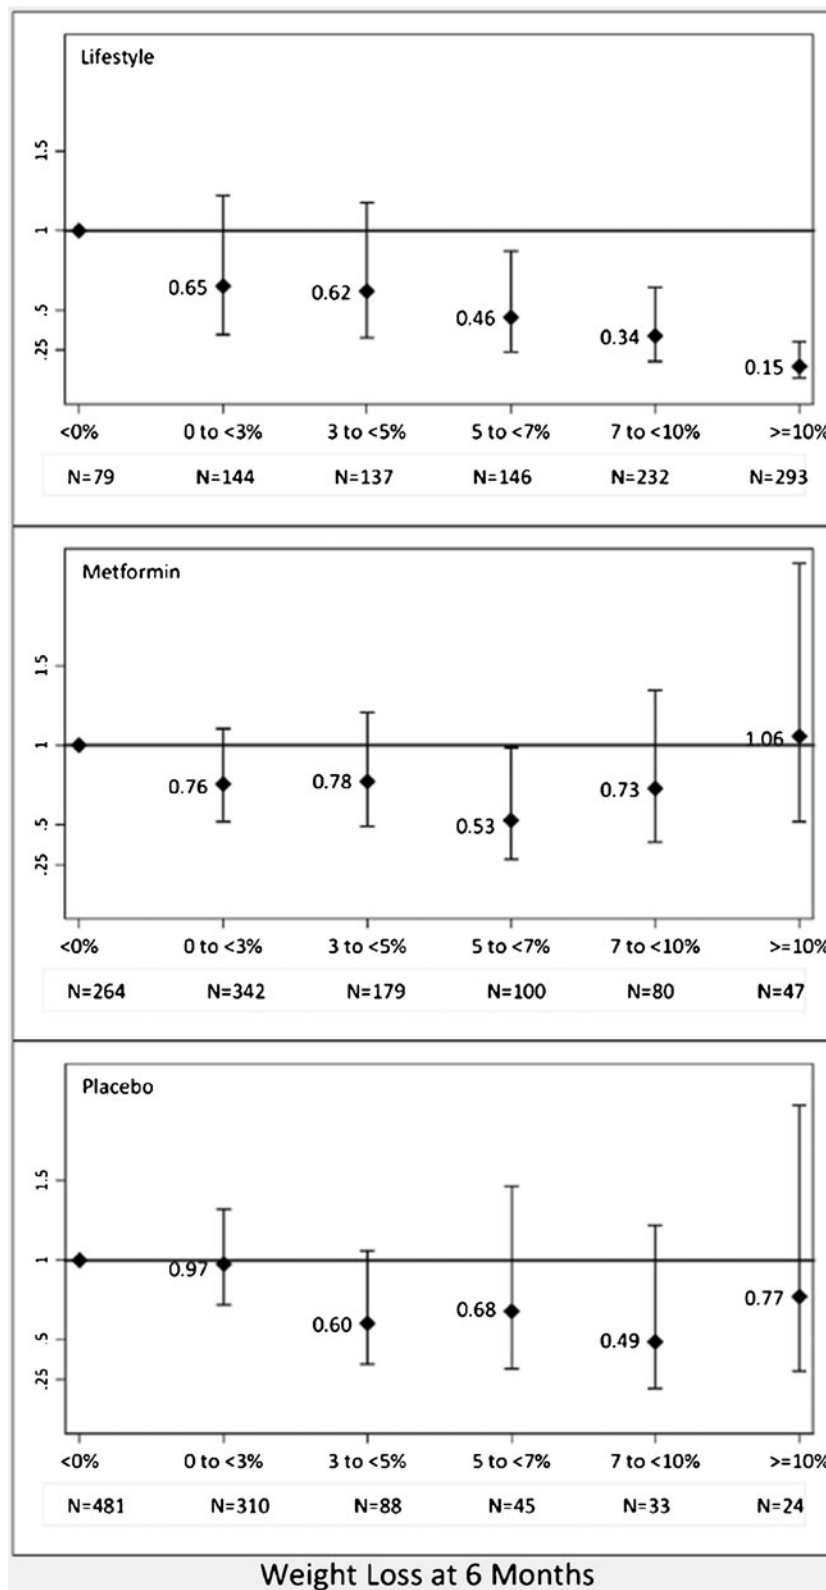 Lifestyle
1.5
1
.5
.25
0.65
0.62
0.46
0.34
0.15
<0% 0 to <3% 3 to <5% 5 to <7% 7 to <10% >=10%
N=79 N=144 N=137 N=146 N=232 N=293
Metformin
1.5
1
.5
.25
0.76
0.78
0.53
0.73
1.06
<0% 0 to <3% 3 to <5% 5 to <7% 7 to <10% >=10%
N=264 N=342 N=179 N=100 N=80 N=47
Placebo
1.5
1
.5
.25
0.97
0.60
0.68
0.49
0.77
<0% 0 to <3% 3 to <5% 5 to <7% 7 to <10% >=10%
N=481 N=310 N=88 N=45 N=33 N=24
Weight Loss at 6 Months